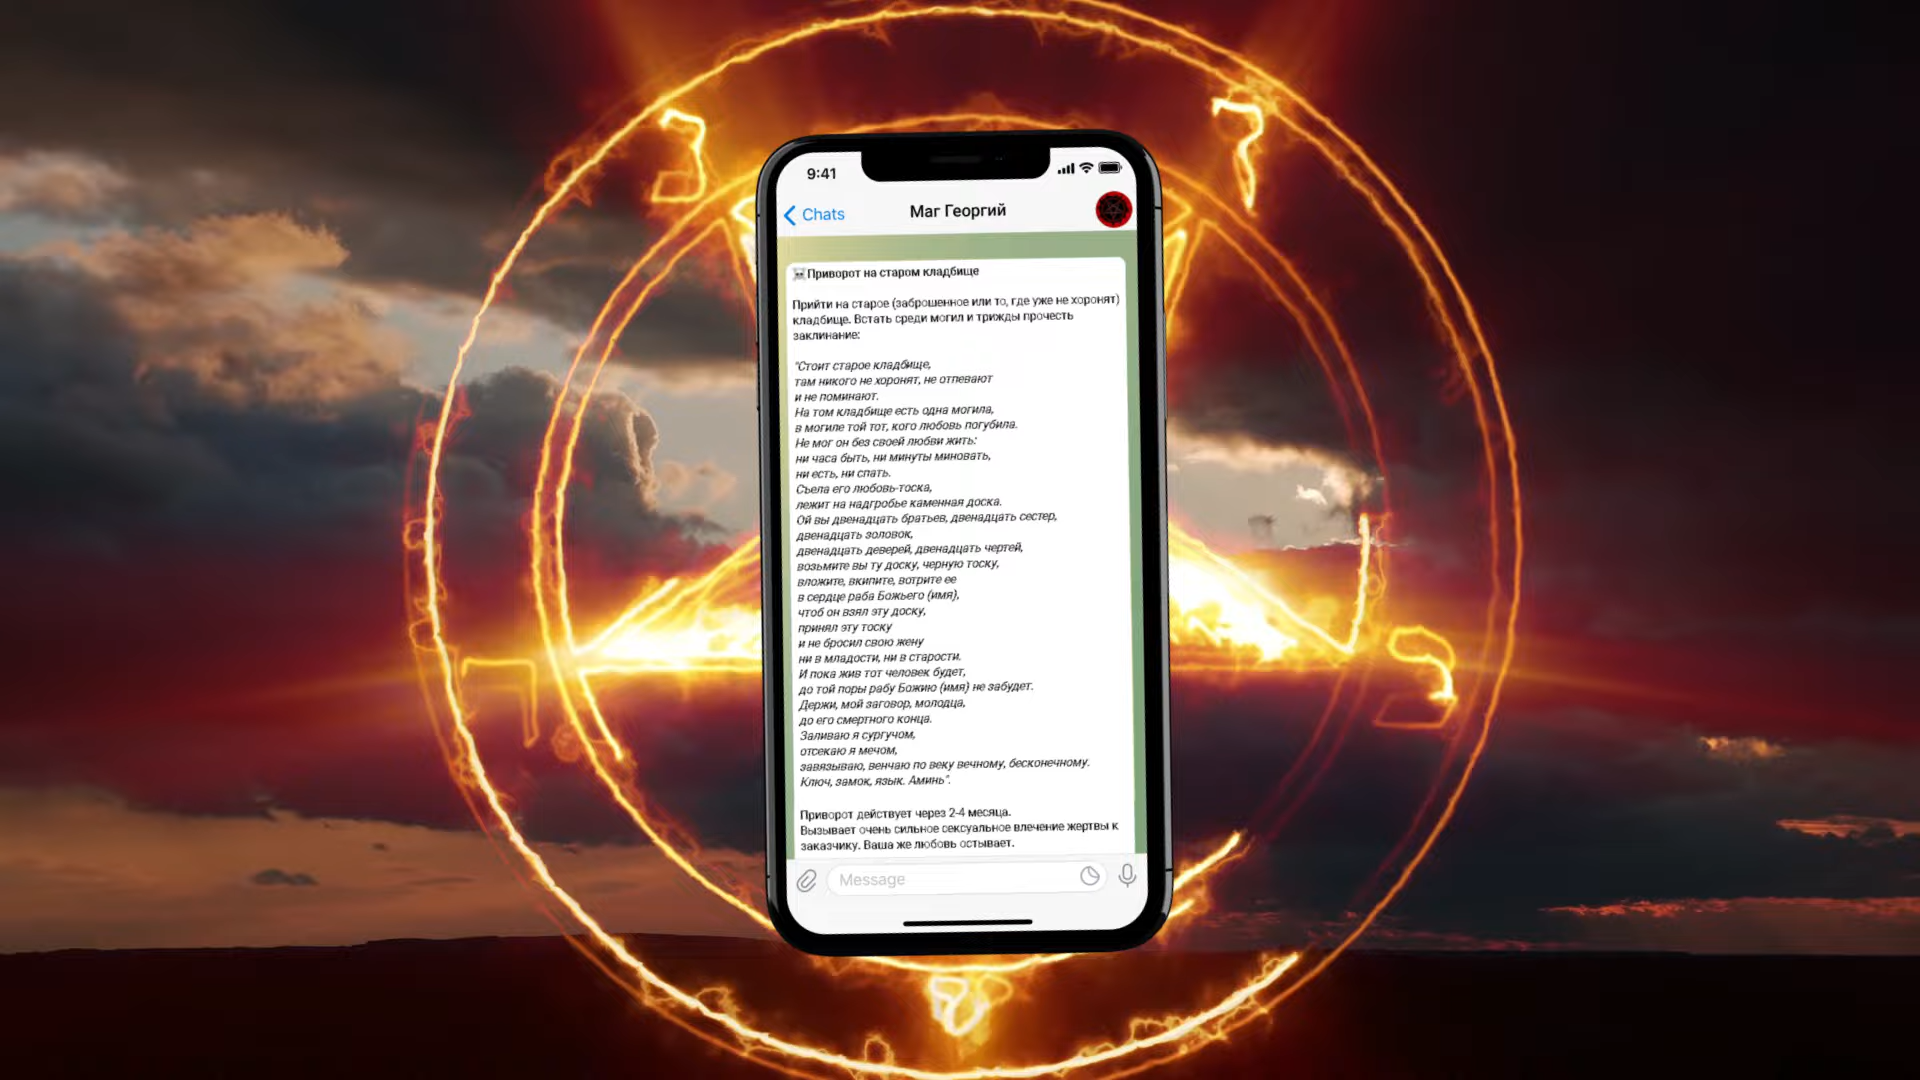 9:41
Chats
Маг Георгий
☠Приворот на старом кладбище
Прийти на старое (заброшенное или то, где уже не хоронят)
кладбище. Встать среди могил и трижды прочесть
заклинание:
"Стоит старое кладбище,
там никого не хоронят, не отпевают
и не поминают.
На том кладбище есть одна могила,
в могиле той тот, кого любовь погубила.
Не мог он без своей любви жить:
ни часа быть, ни минуты миновать,
ни есть, ни спать.
Съела его любовь-тоска,
лежит на надгробье каменная доска.
Ой вы двенадцать братьев, двенадцать сестер,
двенадцать золовок,
двенадцать деверей, двенадцать чертей,
возьмите вы ту доску, черную тоску,
вложите, вкипите, вотрите ее
в сердце раба Божьего (имя),
чтоб он взял эту доску,
принял эту тоску
и не бросил свою жену
ни в младости, ни в старости.
И пока жив тот человек будет,
до той поры рабу Божию (имя) не забудет.
Держи, мой заговор, молодца,
до его смертного конца.
Заливаю я сургучом,
отсекаю я мечом,
завязываю, венчаю по веку вечному, бесконечному.
Ключ, замок, язык. Аминь".
Приворот действует через 2-4 месяца.
Вызывает очень сильное сексуальное влечение жертвы к
заказчику. Ваша же любовь остывает.
Message